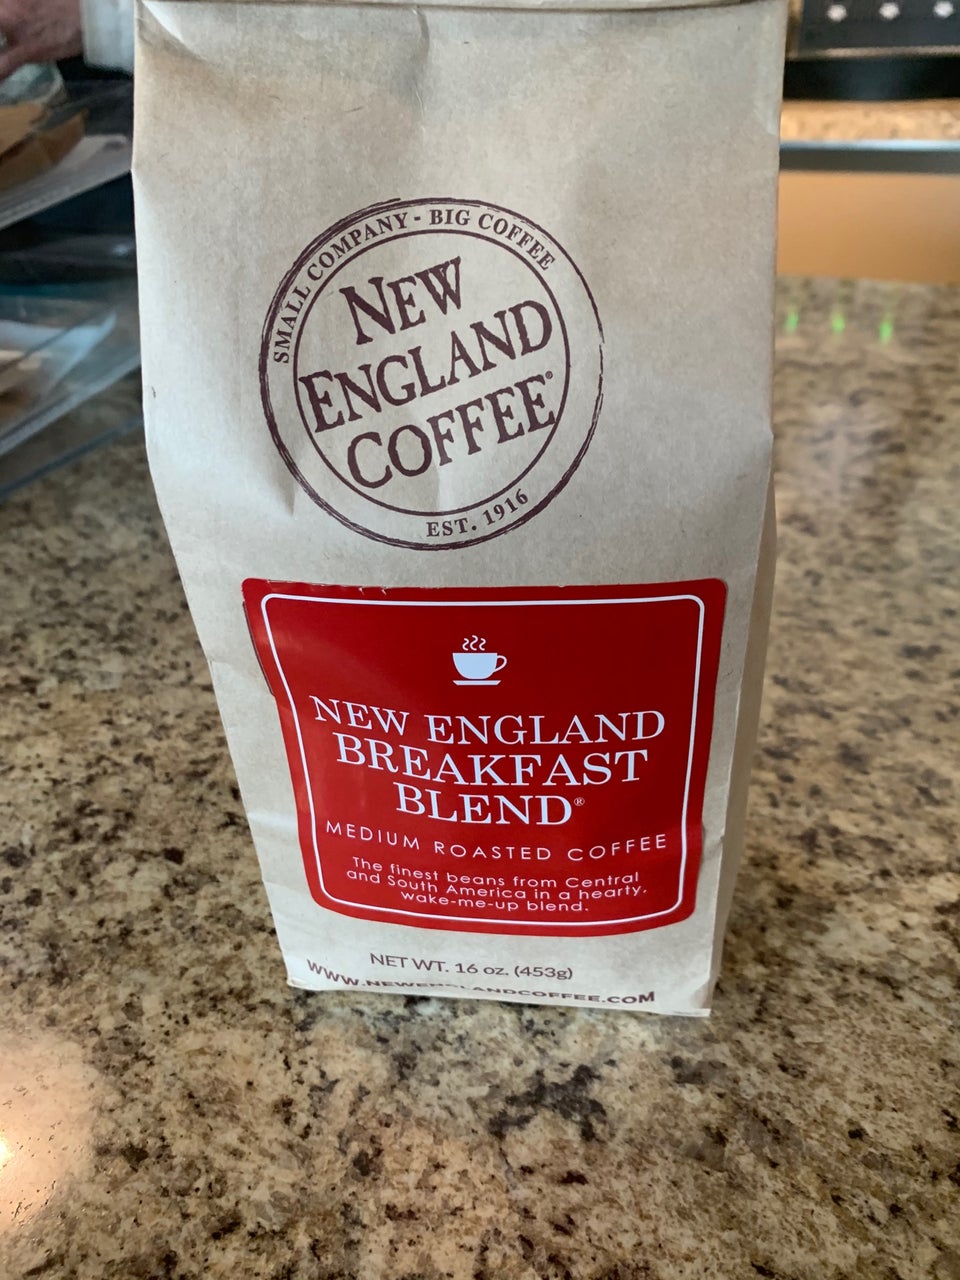 SMALL COMPANY - BIG COFFEE
NEW
ENGLAND
COFFEE®
EST. 1916
NEW ENGLAND
BREAKFAST
BLEND®
MEDIUM ROASTED COFFEE
The finest beans from Central
and South America in a hearty,
wake-me-up blend.
NET WT. 16 oz. (453g)